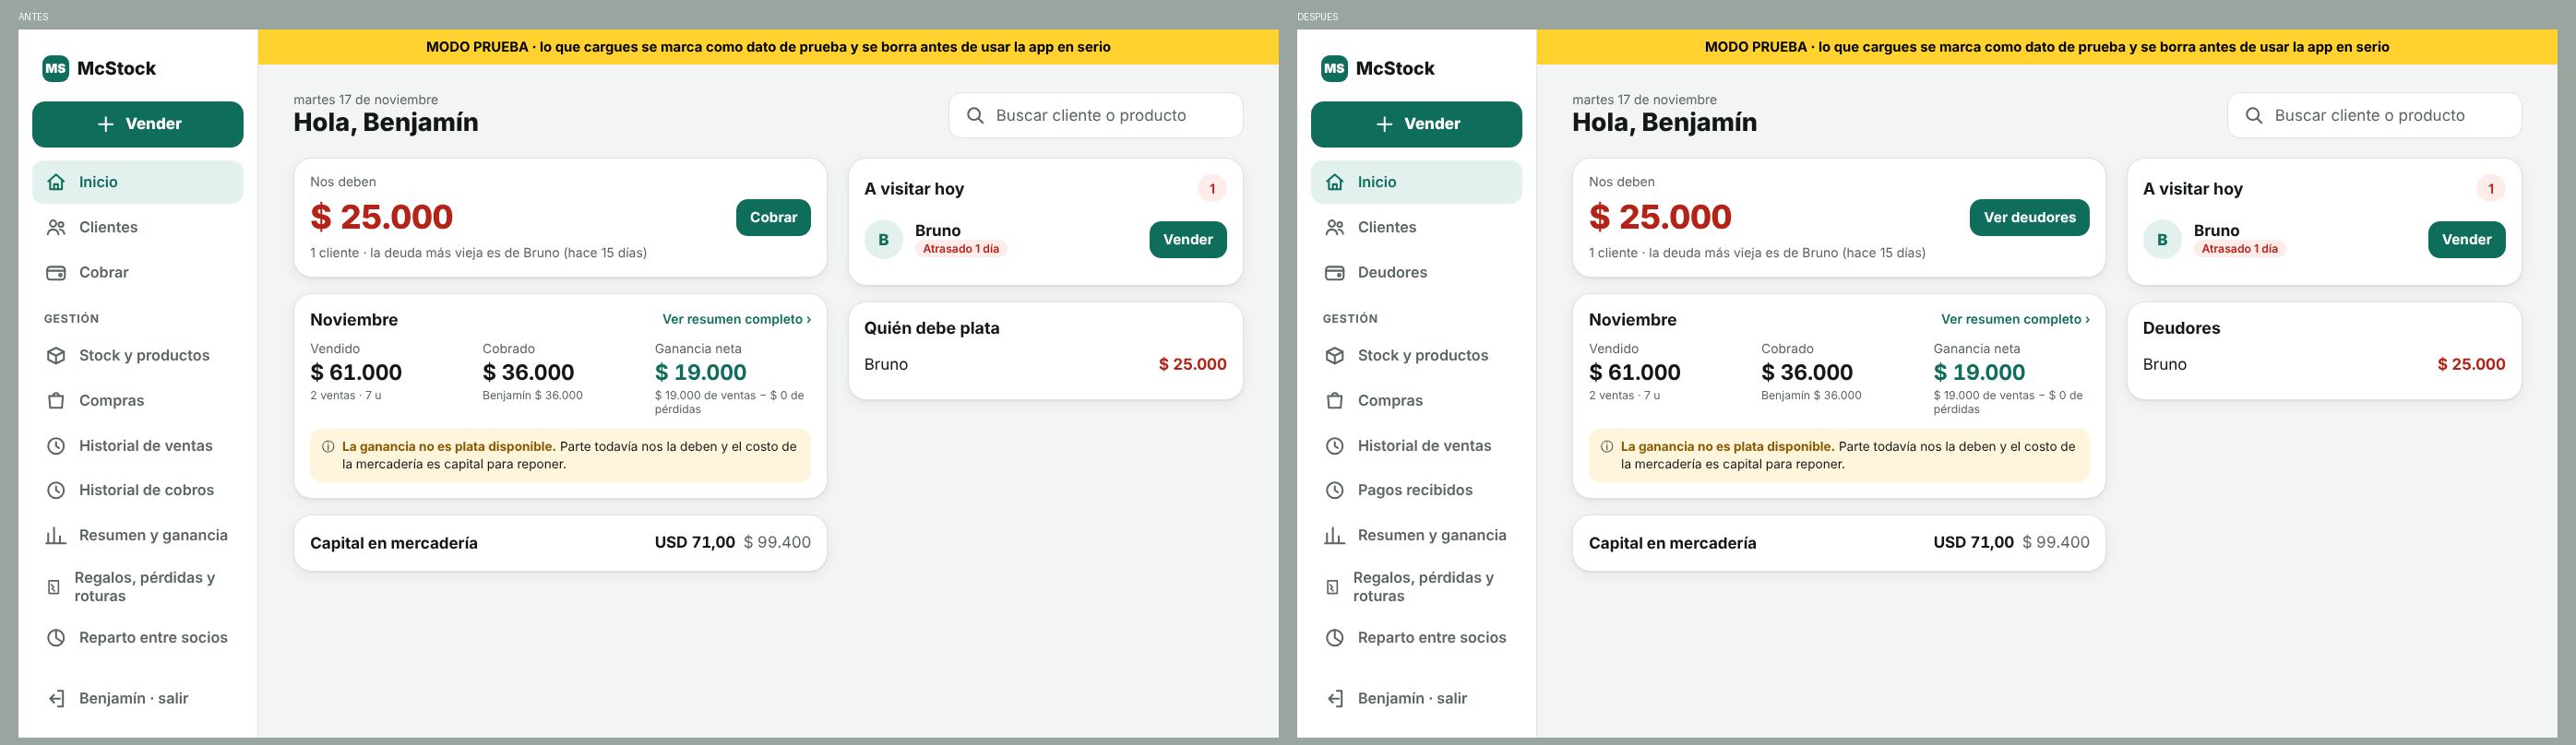 ANTES
MS McStock
+ Vender
Inicio
Clientes
Cobrar
GESTIÓN
Stock y productos
Compras
Historial de ventas
Historial de cobros
Resumen y ganancia
Regalos, pérdidas y
roturas
Reparto entre socios
Benjamín · salir
MODO PRUEBA · lo que cargues se marca como dato de prueba y se borra antes de usar la app en serio
martes 17 de noviembre
Hola, Benjamín
Buscar cliente o producto
Nos deben
$ 25.000
Cobrar
1 cliente · la deuda más vieja es de Bruno (hace 15 días)
Noviembre
Ver resumen completo ›
Vendido
$ 61.000
2 ventas · 7 u
Cobrado
$ 36.000
Benjamín $ 36.000
Ganancia neta
$ 19.000
$ 19.000 de ventas − $ 0 de
pérdidas
La ganancia no es plata disponible. Parte todavía nos la deben y el costo de
la mercadería es capital para reponer.
Capital en mercadería
USD 71,00 $ 99.400
A visitar hoy
1
B
Bruno
Atrasado 1 día
Vender
Quién debe plata
Bruno
$ 25.000
DESPUES
MS McStock
+ Vender
Inicio
Clientes
Deudores
GESTIÓN
Stock y productos
Compras
Historial de ventas
Pagos recibidos
Resumen y ganancia
Regalos, pérdidas y
roturas
Reparto entre socios
Benjamín · salir
MODO PRUEBA · lo que cargues se marca como dato de prueba y se borra antes de usar la app en serio
martes 17 de noviembre
Hola, Benjamín
Buscar cliente o producto
Nos deben
$ 25.000
Ver deudores
1 cliente · la deuda más vieja es de Bruno (hace 15 días)
Noviembre
Ver resumen completo ›
Vendido
$ 61.000
2 ventas · 7 u
Cobrado
$ 36.000
Benjamín $ 36.000
Ganancia neta
$ 19.000
$ 19.000 de ventas − $ 0 de
pérdidas
La ganancia no es plata disponible. Parte todavía nos la deben y el costo de
la mercadería es capital para reponer.
Capital en mercadería
USD 71,00 $ 99.400
A visitar hoy
1
B
Bruno
Atrasado 1 día
Vender
Deudores
Bruno
$ 25.000